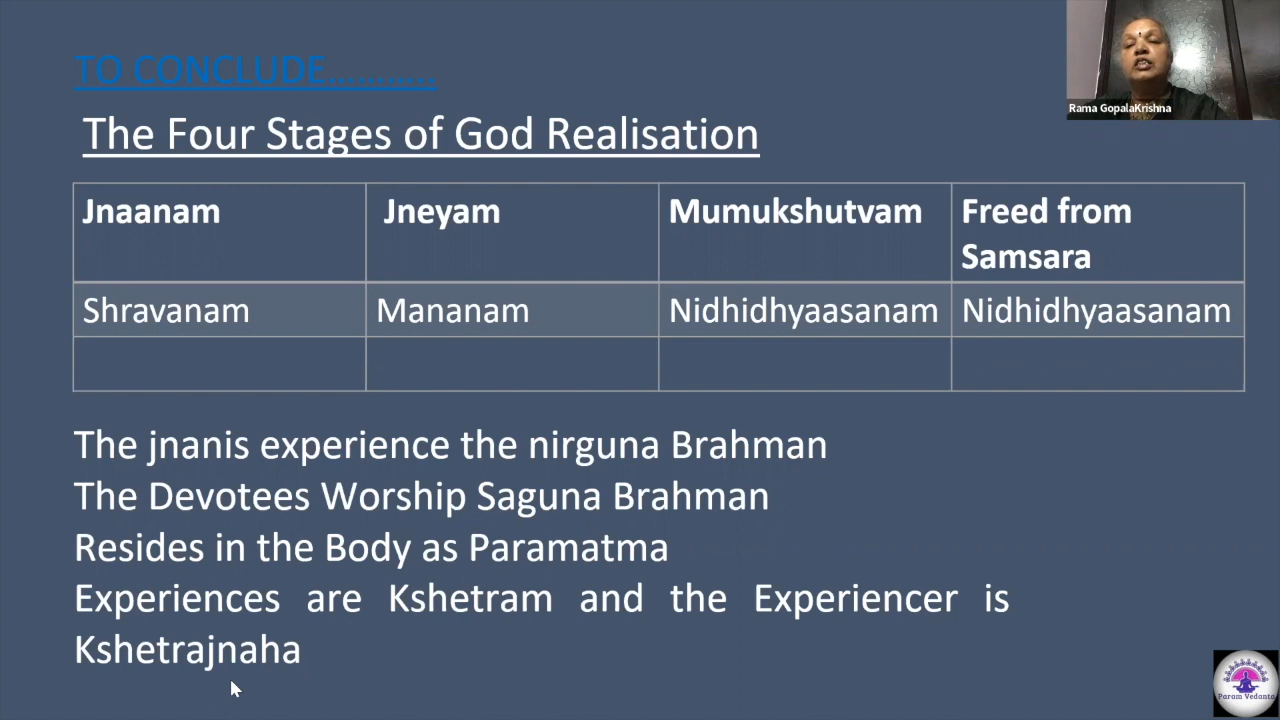 TO CONCLUDE...........
Rama GopalaKrishna
The Four Stages of God Realisation
Jnaanam Jneyam Mumukshutvam Freed from
Samsara
Shravanam Mananam Nidhidhyaasanam Nidhidhyaasanam
The jnanis experience the nirguna Brahman
The Devotees Worship Saguna Brahman
Resides in the Body as Paramatma
Experiences are Kshetram and the Experiencer is
Kshetrajnaha
Param Vedanta